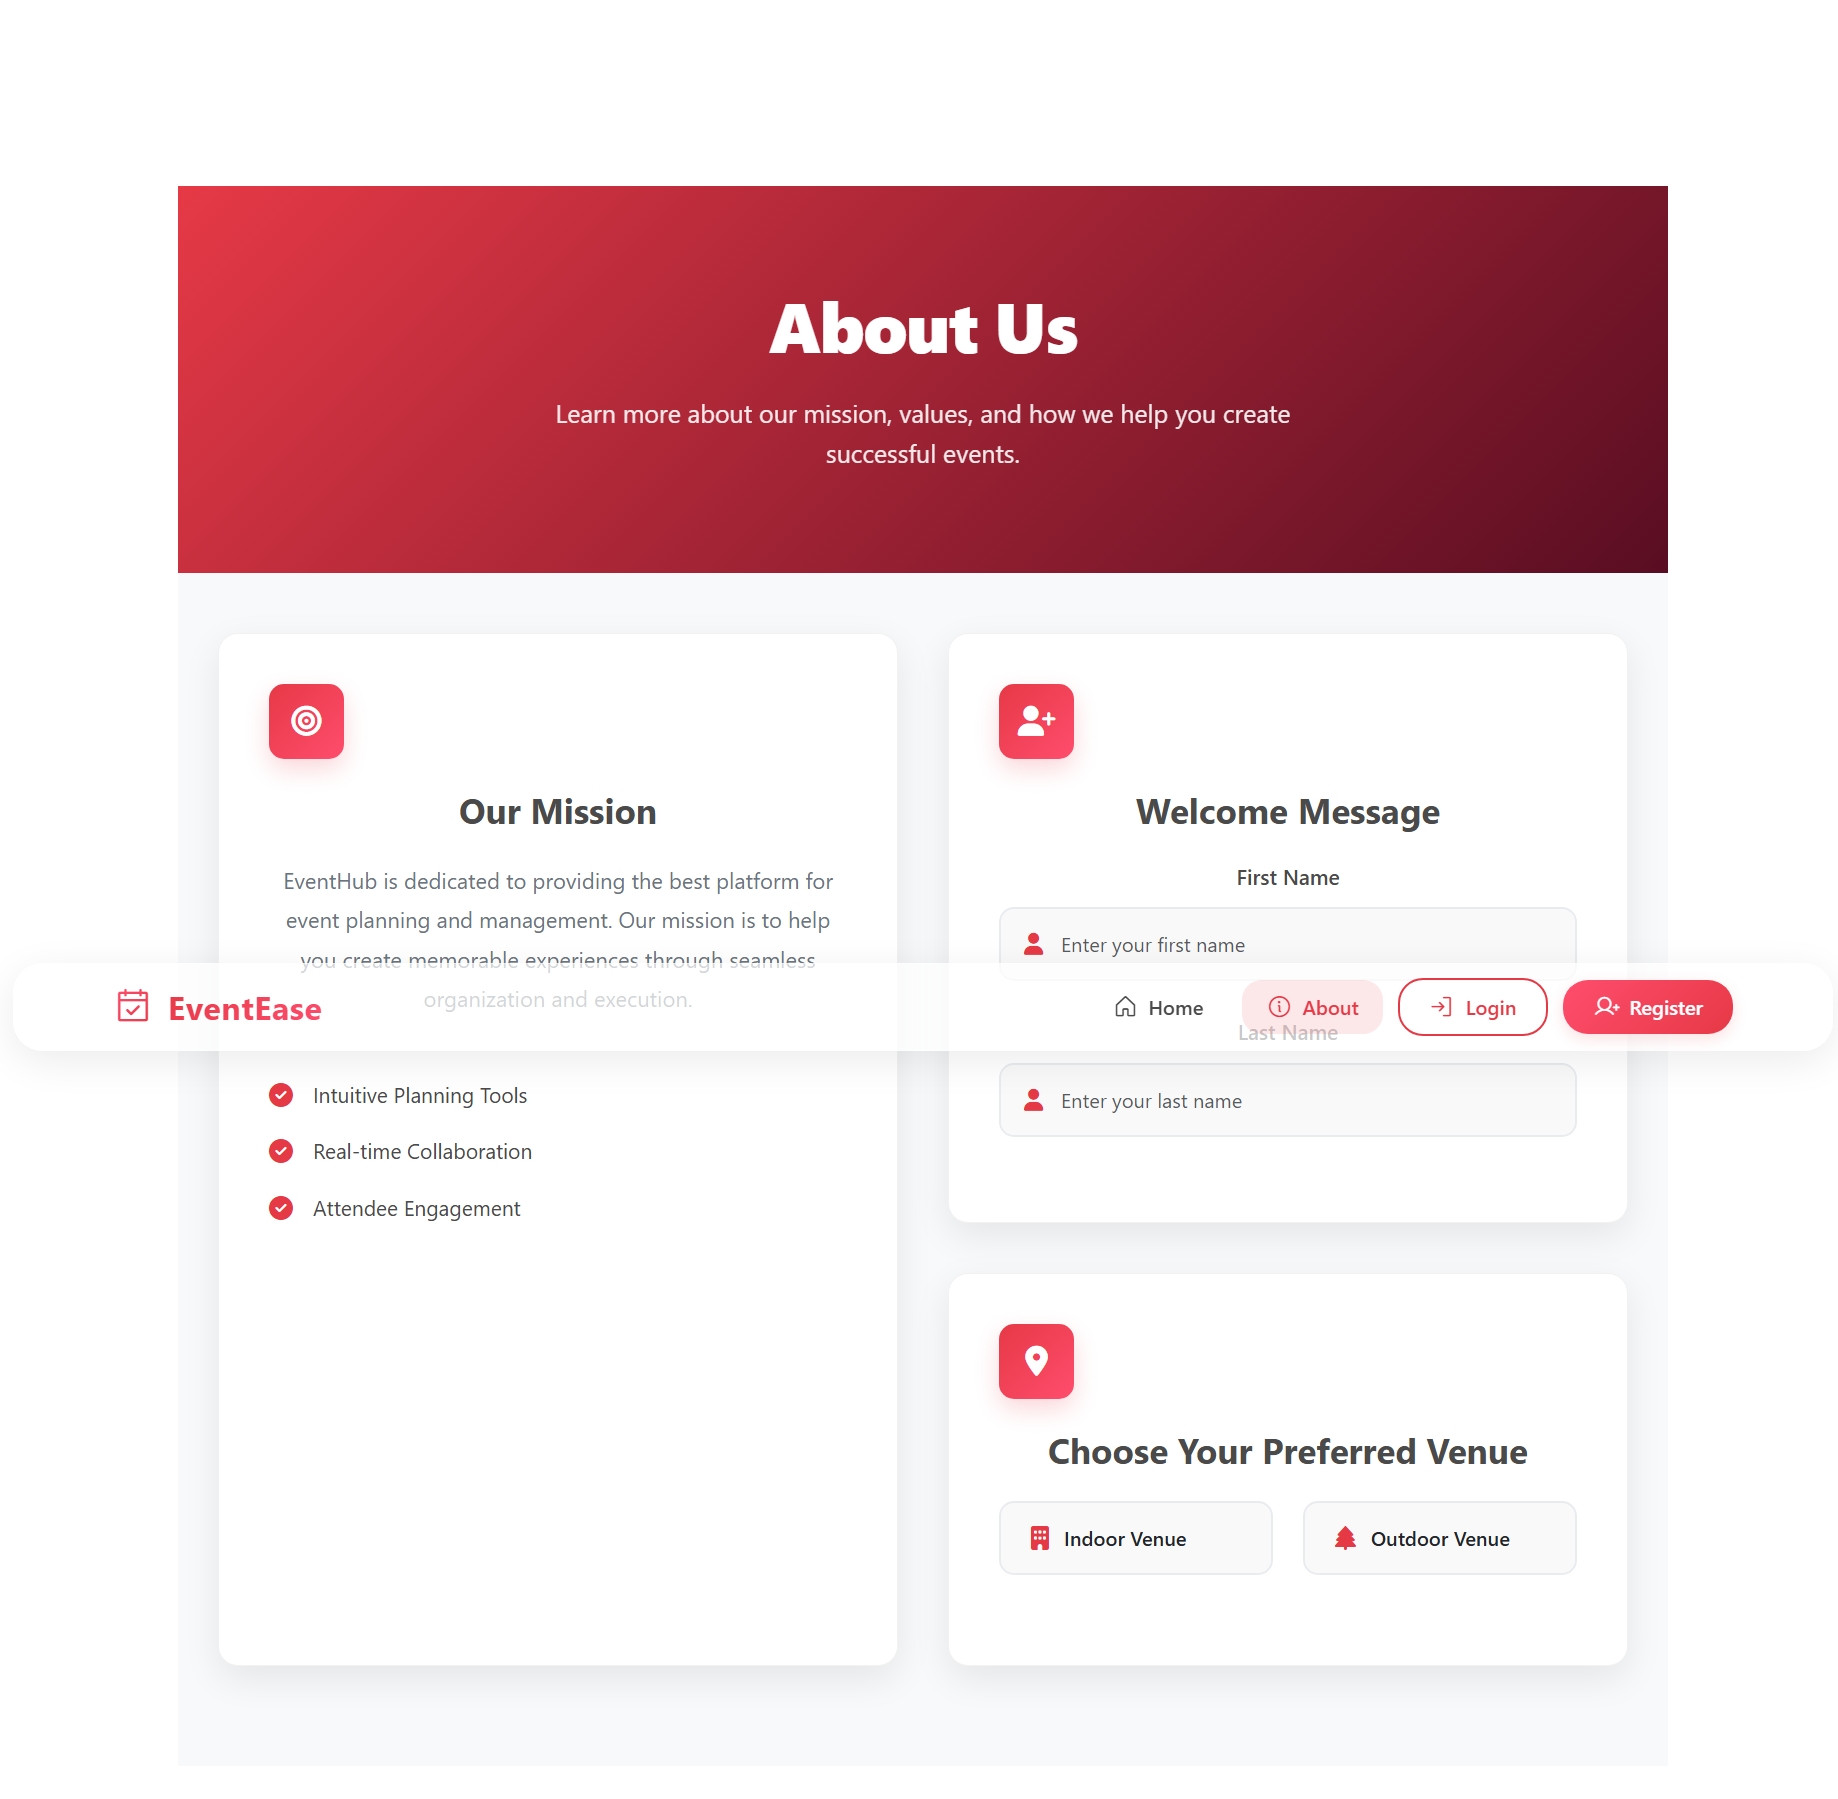 About Us
Learn more about our mission, values, and how we help you create
successful events.
Our Mission
EventHub is dedicated to providing the best platform for
event planning and management. Our mission is to help
you create memorable experiences through seamless
organization and execution.
Intuitive Planning Tools
Real-time Collaboration
Attendee Engagement
Welcome Message
First Name
Enter your first name
EventEase
Home
About
Login
Register
Last Name
Enter your last name
Choose Your Preferred Venue
Indoor Venue
Outdoor Venue